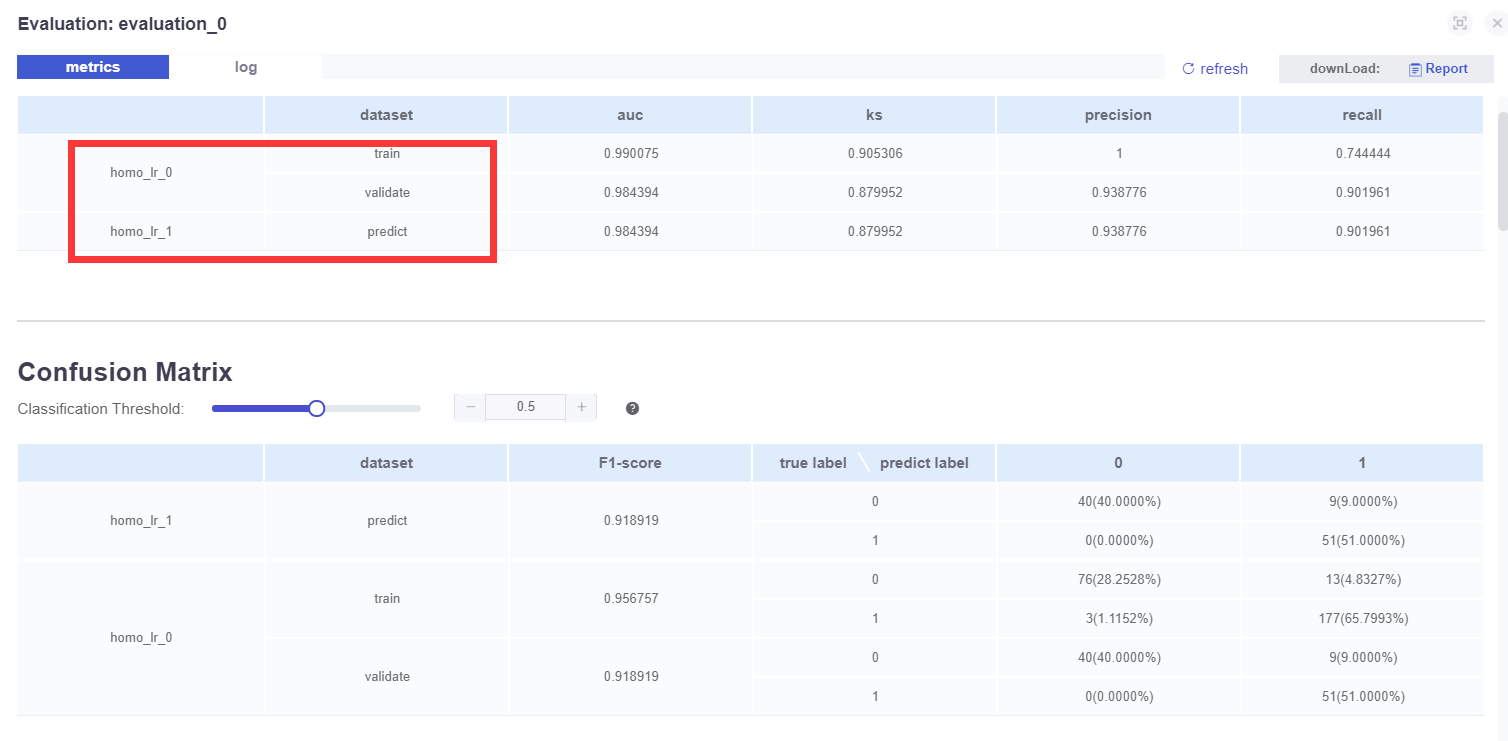 Evaluation: evaluation_0
metrics log refresh downLoad: Report
dataset auc ks precision recall
homo_lr_0 train 0.990075 0.905306 1 0.744444
validate 0.984394 0.879952 0.938776 0.901961
homo_lr_1 predict 0.984394 0.879952 0.938776 0.901961
Confusion Matrix
Classification Threshold: − 0.5 + ?
dataset F1-score true label predict label 0 1
homo_lr_1 predict 0.918919 0 40(40.0000%) 9(9.0000%)
1 0(0.0000%) 51(51.0000%)
homo_lr_0 train 0.956757 0 76(28.2528%) 13(4.8327%)
1 3(1.1152%) 177(65.7993%)
validate 0.918919 0 40(40.0000%) 9(9.0000%)
1 0(0.0000%) 51(51.0000%)